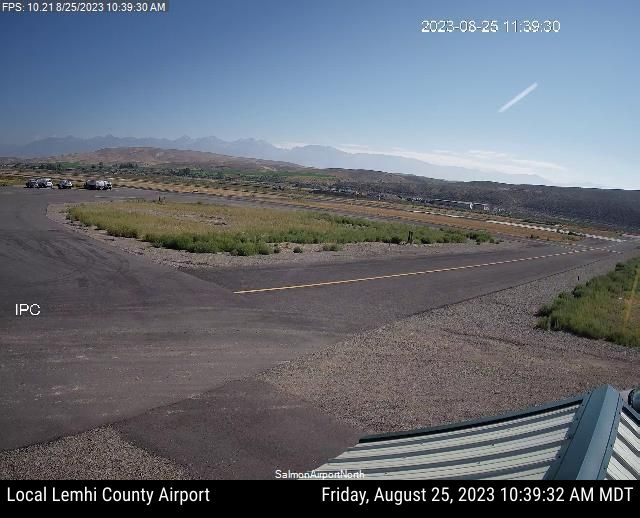 FPS: 10.21 8/25/2023 10:39:30 AM
2023-08-25 11:39:30
IPC
SalmonAirportNorth
Local Lemhi County Airport
Friday, August 25, 2023 10:39:32 AM MDT